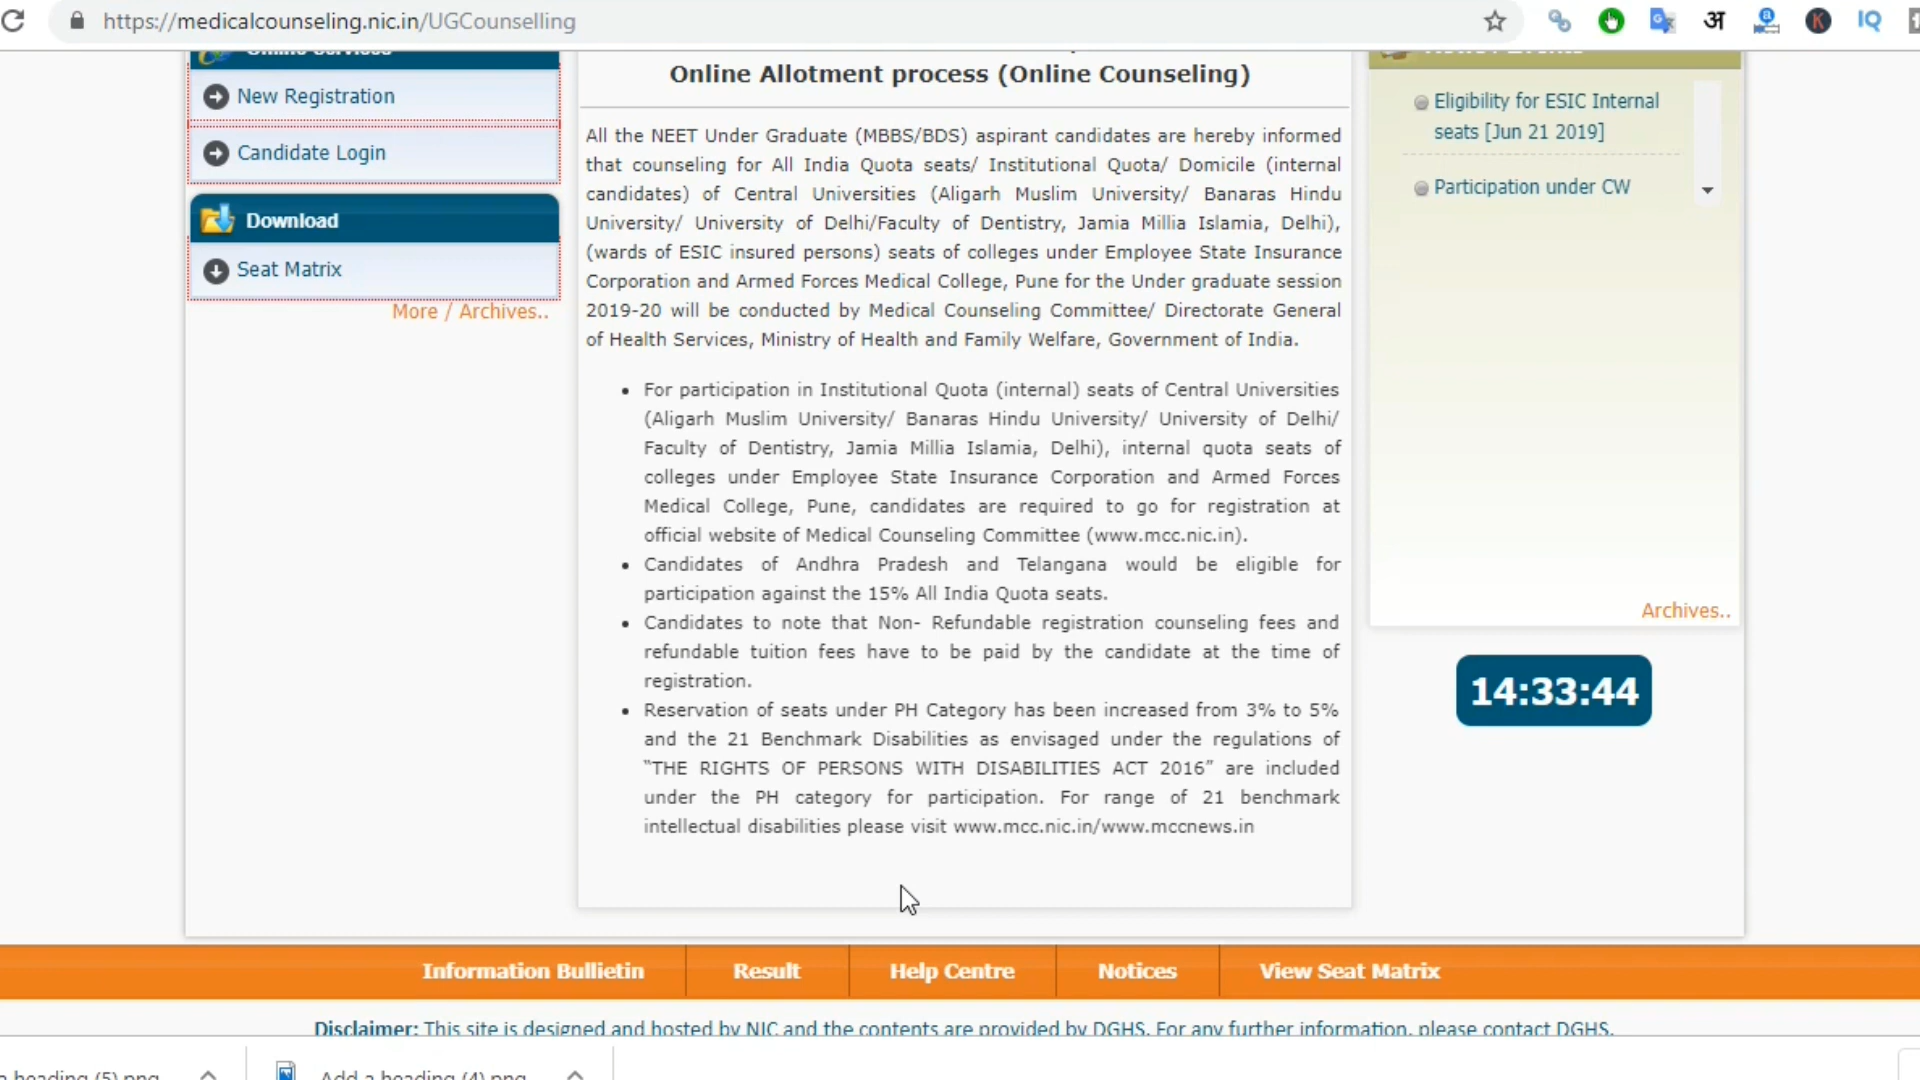 https://medicalcounseling.nic.in/UGCounselling
अ
K
IQ
Online Services
New Registration
Candidate Login
Download
Seat Matrix
More / Archives..
Online Allotment process (Online Counseling)
All the NEET Under Graduate (MBBS/BDS) aspirant candidates are hereby informed
that counseling for All India Quota seats/ Institutional Quota/ Domicile (internal
candidates) of Central Universities (Aligarh Muslim University/ Banaras Hindu
University/ University of Delhi/Faculty of Dentistry, Jamia Millia Islamia, Delhi),
(wards of ESIC insured persons) seats of colleges under Employee State Insurance
Corporation and Armed Forces Medical College, Pune for the Under graduate session
2019-20 will be conducted by Medical Counseling Committee/ Directorate General
of Health Services, Ministry of Health and Family Welfare, Government of India.
• For participation in Institutional Quota (internal) seats of Central Universities
(Aligarh Muslim University/ Banaras Hindu University/ University of Delhi/
Faculty of Dentistry, Jamia Millia Islamia, Delhi), internal quota seats of
colleges under Employee State Insurance Corporation and Armed Forces
Medical College, Pune, candidates are required to go for registration at
official website of Medical Counseling Committee (www.mcc.nic.in).
• Candidates of Andhra Pradesh and Telangana would be eligible for
participation against the 15% All India Quota seats.
• Candidates to note that Non- Refundable registration counseling fees and
refundable tuition fees have to be paid by the candidate at the time of
registration.
• Reservation of seats under PH Category has been increased from 3% to 5%
and the 21 Benchmark Disabilities as envisaged under the regulations of
“THE RIGHTS OF PERSONS WITH DISABILITIES ACT 2016” are included
under the PH category for participation. For range of 21 benchmark
intellectual disabilities please visit www.mcc.nic.in/www.mccnews.in
Eligibility for ESIC Internal
seats [Jun 21 2019]
Participation under CW
Archives..
14:33:44
Information Bullietin
Result
Help Centre
Notices
View Seat Matrix
Disclaimer: This site is designed and hosted by NIC and the contents are provided by DGHS. For any further information, please contact DGHS.
a heading (5).png
Add a heading (4).png